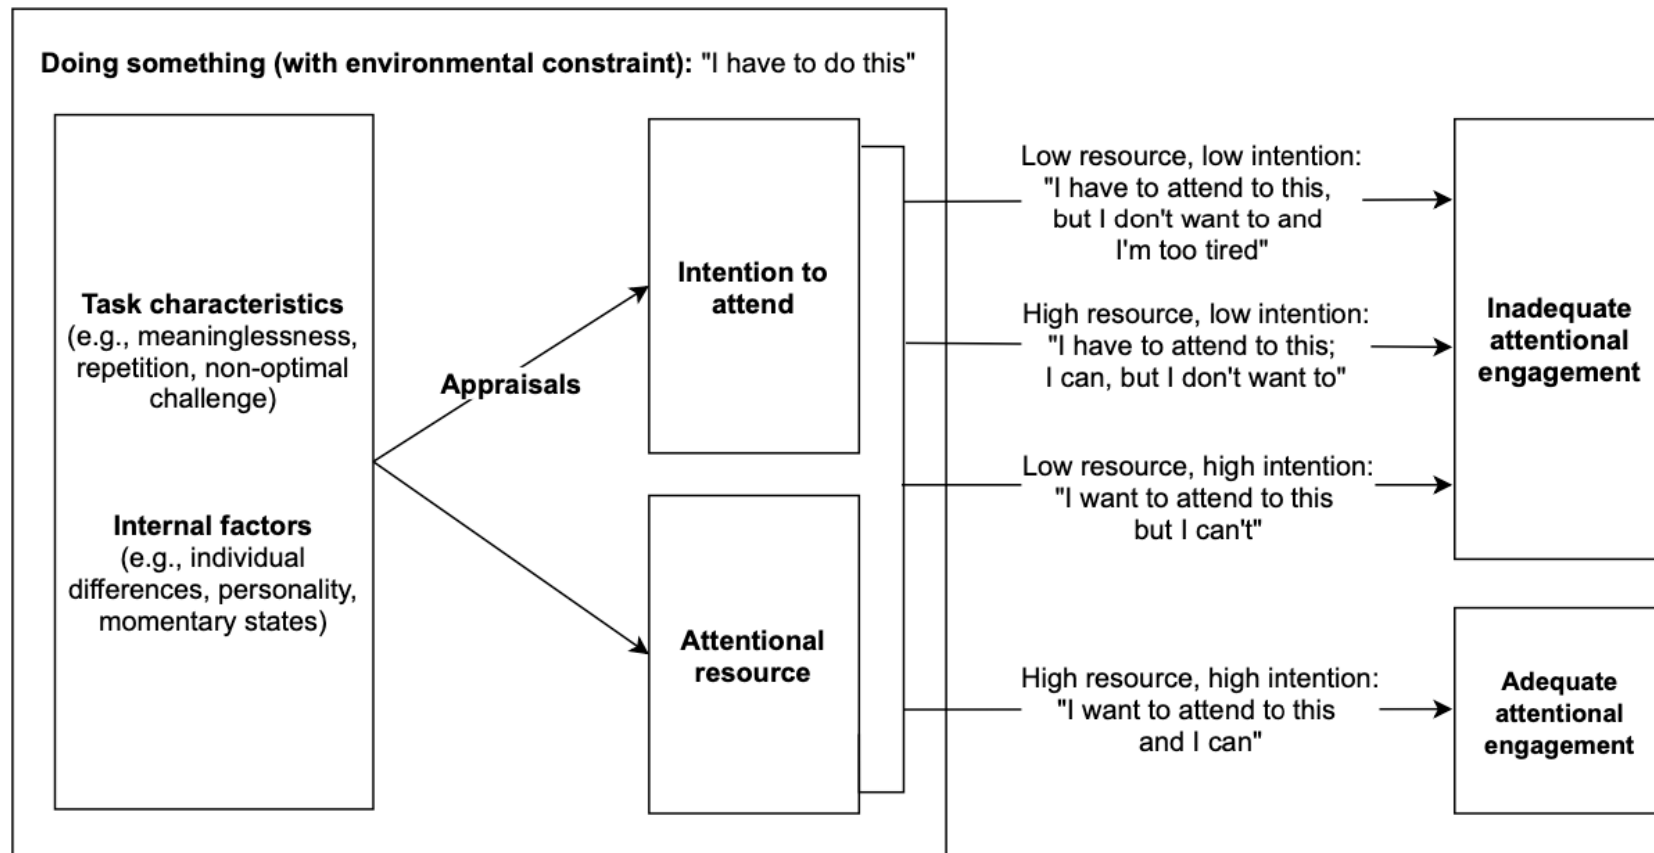 Doing something (with environmental constraint): "I have to do this"
Task characteristics
(e.g., meaninglessness,
repetition, non-optimal
challenge)
Internal factors
(e.g., individual
differences, personality,
momentary states)
Appraisals
Intention to
attend
Attentional
resource
Low resource, low intention:
"I have to attend to this,
but I don't want to and
I'm too tired"
High resource, low intention:
"I have to attend to this;
I can, but I don't want to"
Low resource, high intention:
"I want to attend to this
but I can't"
High resource, high intention:
"I want to attend to this
and I can"
Inadequate
attentional
engagement
Adequate
attentional
engagement